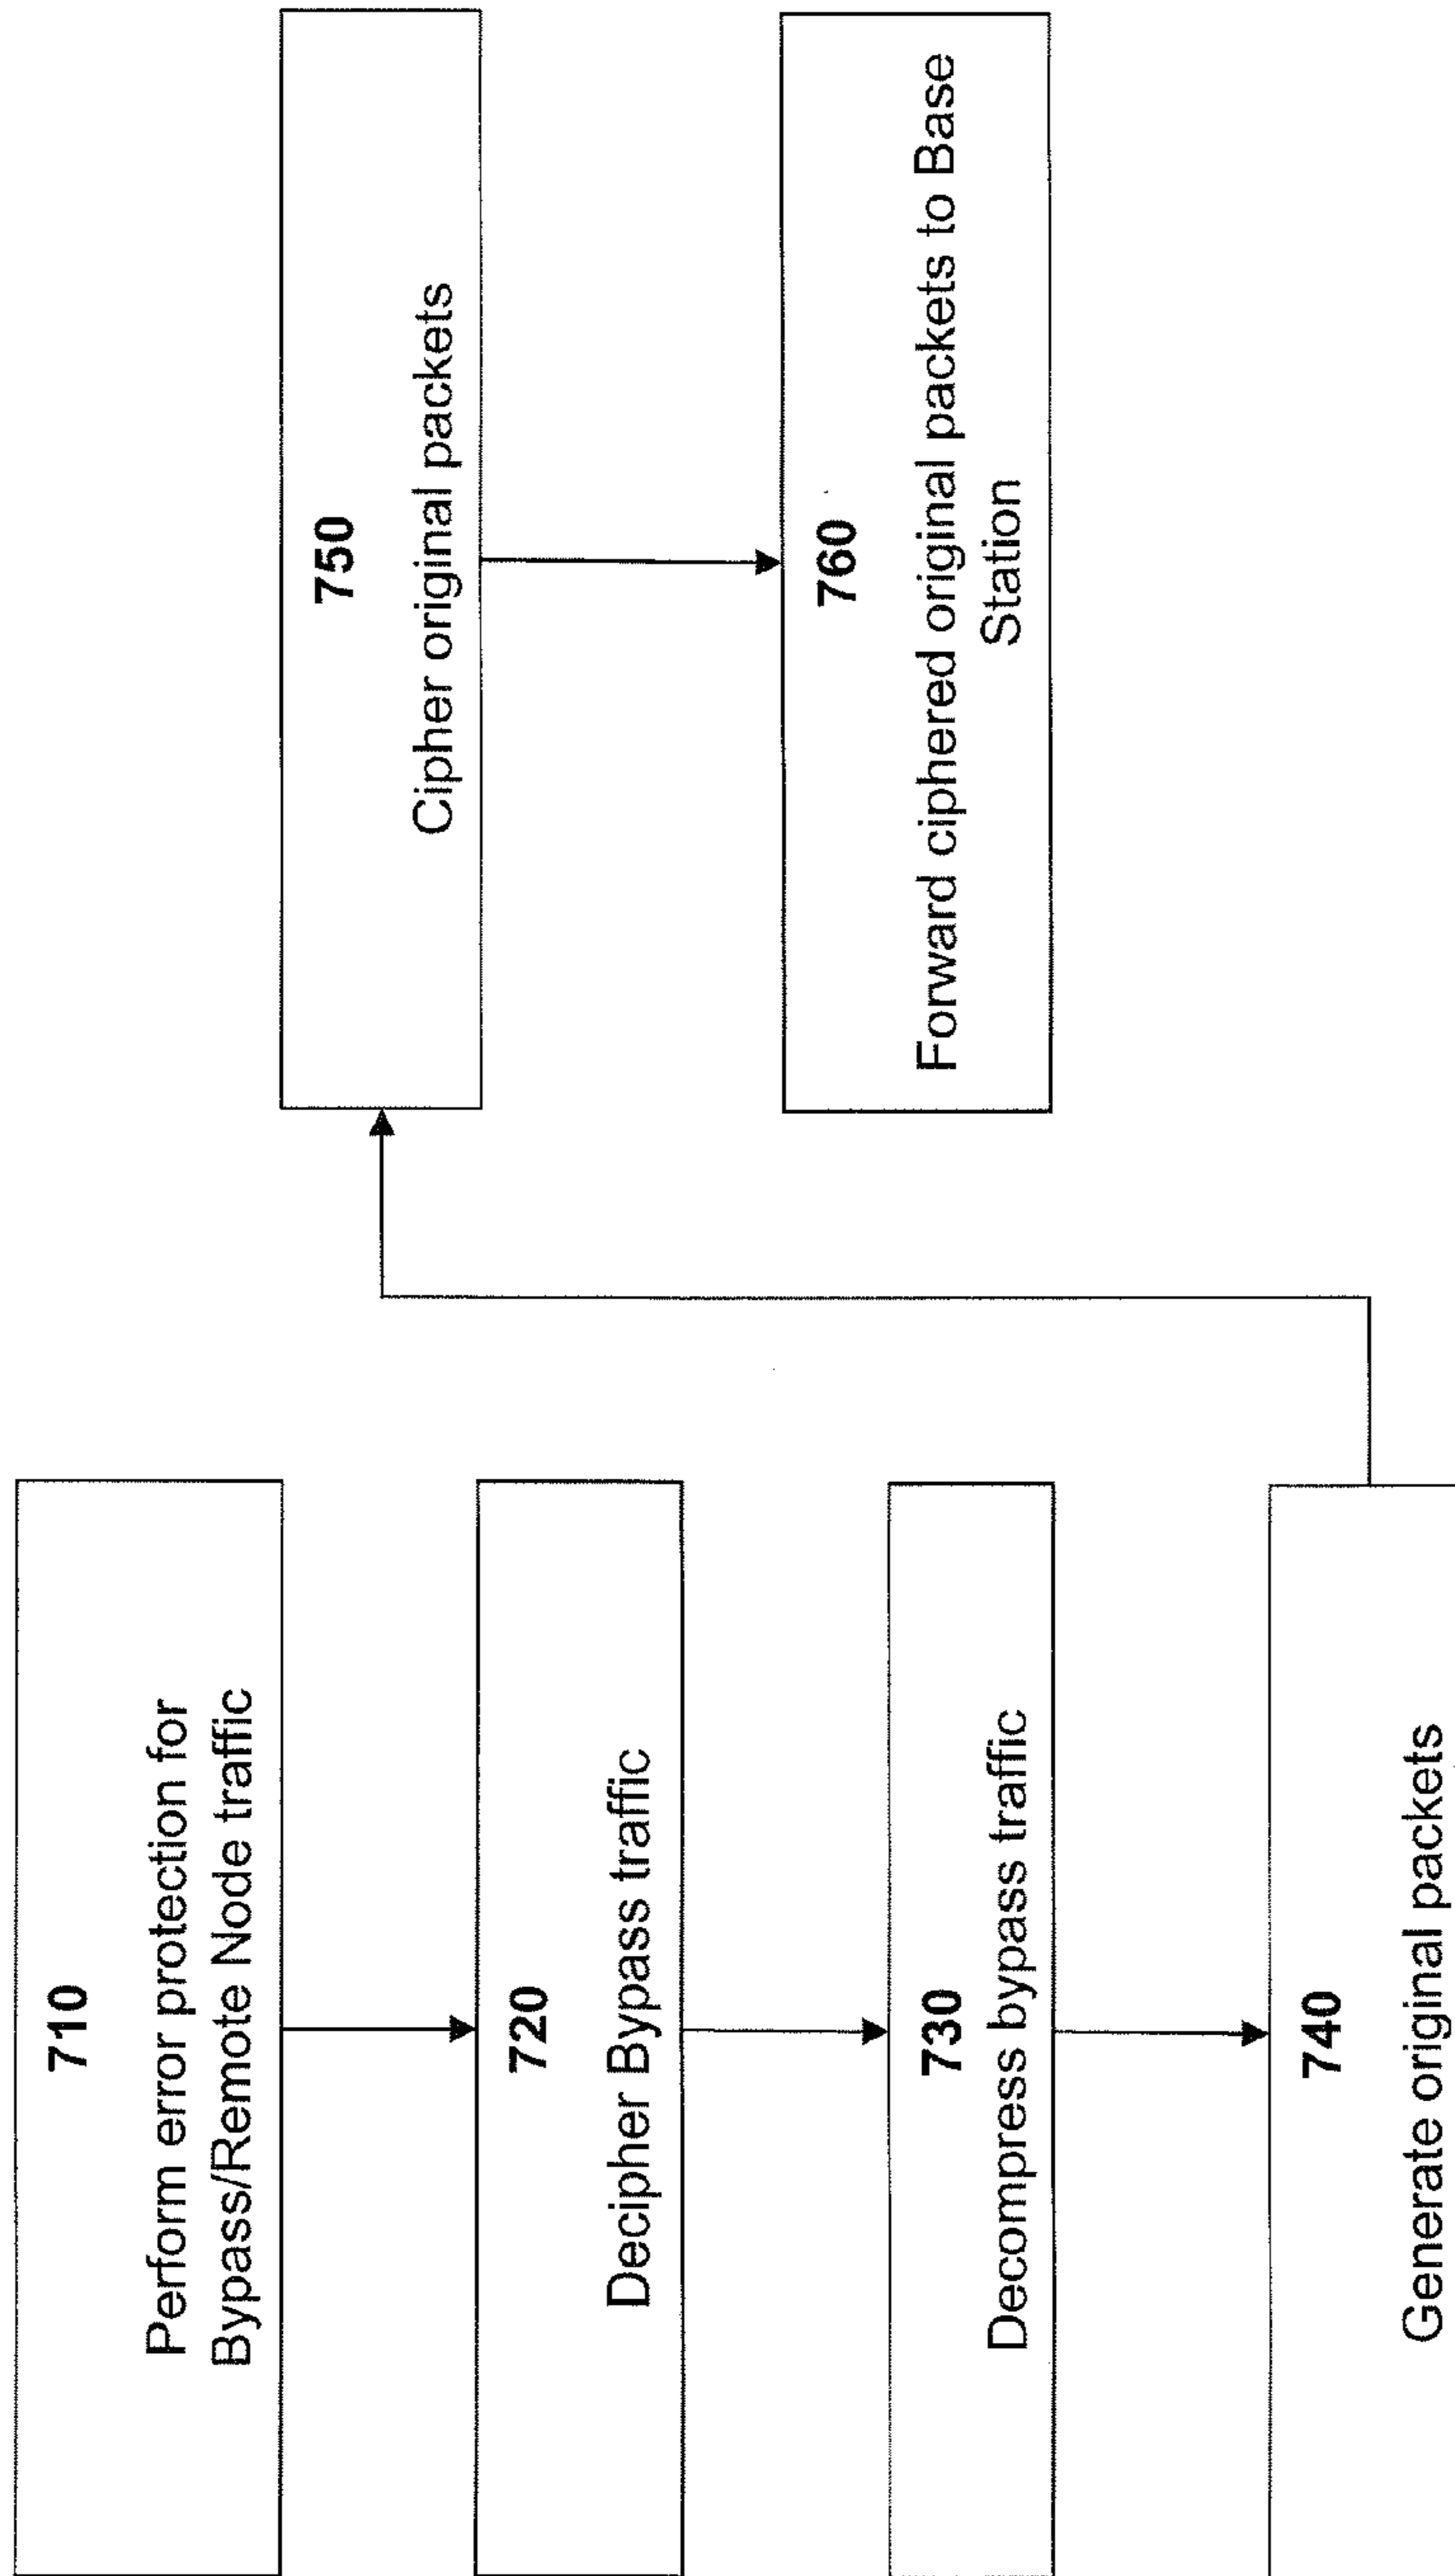 710
Perform error protection for
Bypass/Remote Node traffic
720
Decipher Bypass traffic
730
Decompress bypass traffic
740
Generate original packets
750
Cipher original packets
760
Forward ciphered original packets to Base
Station